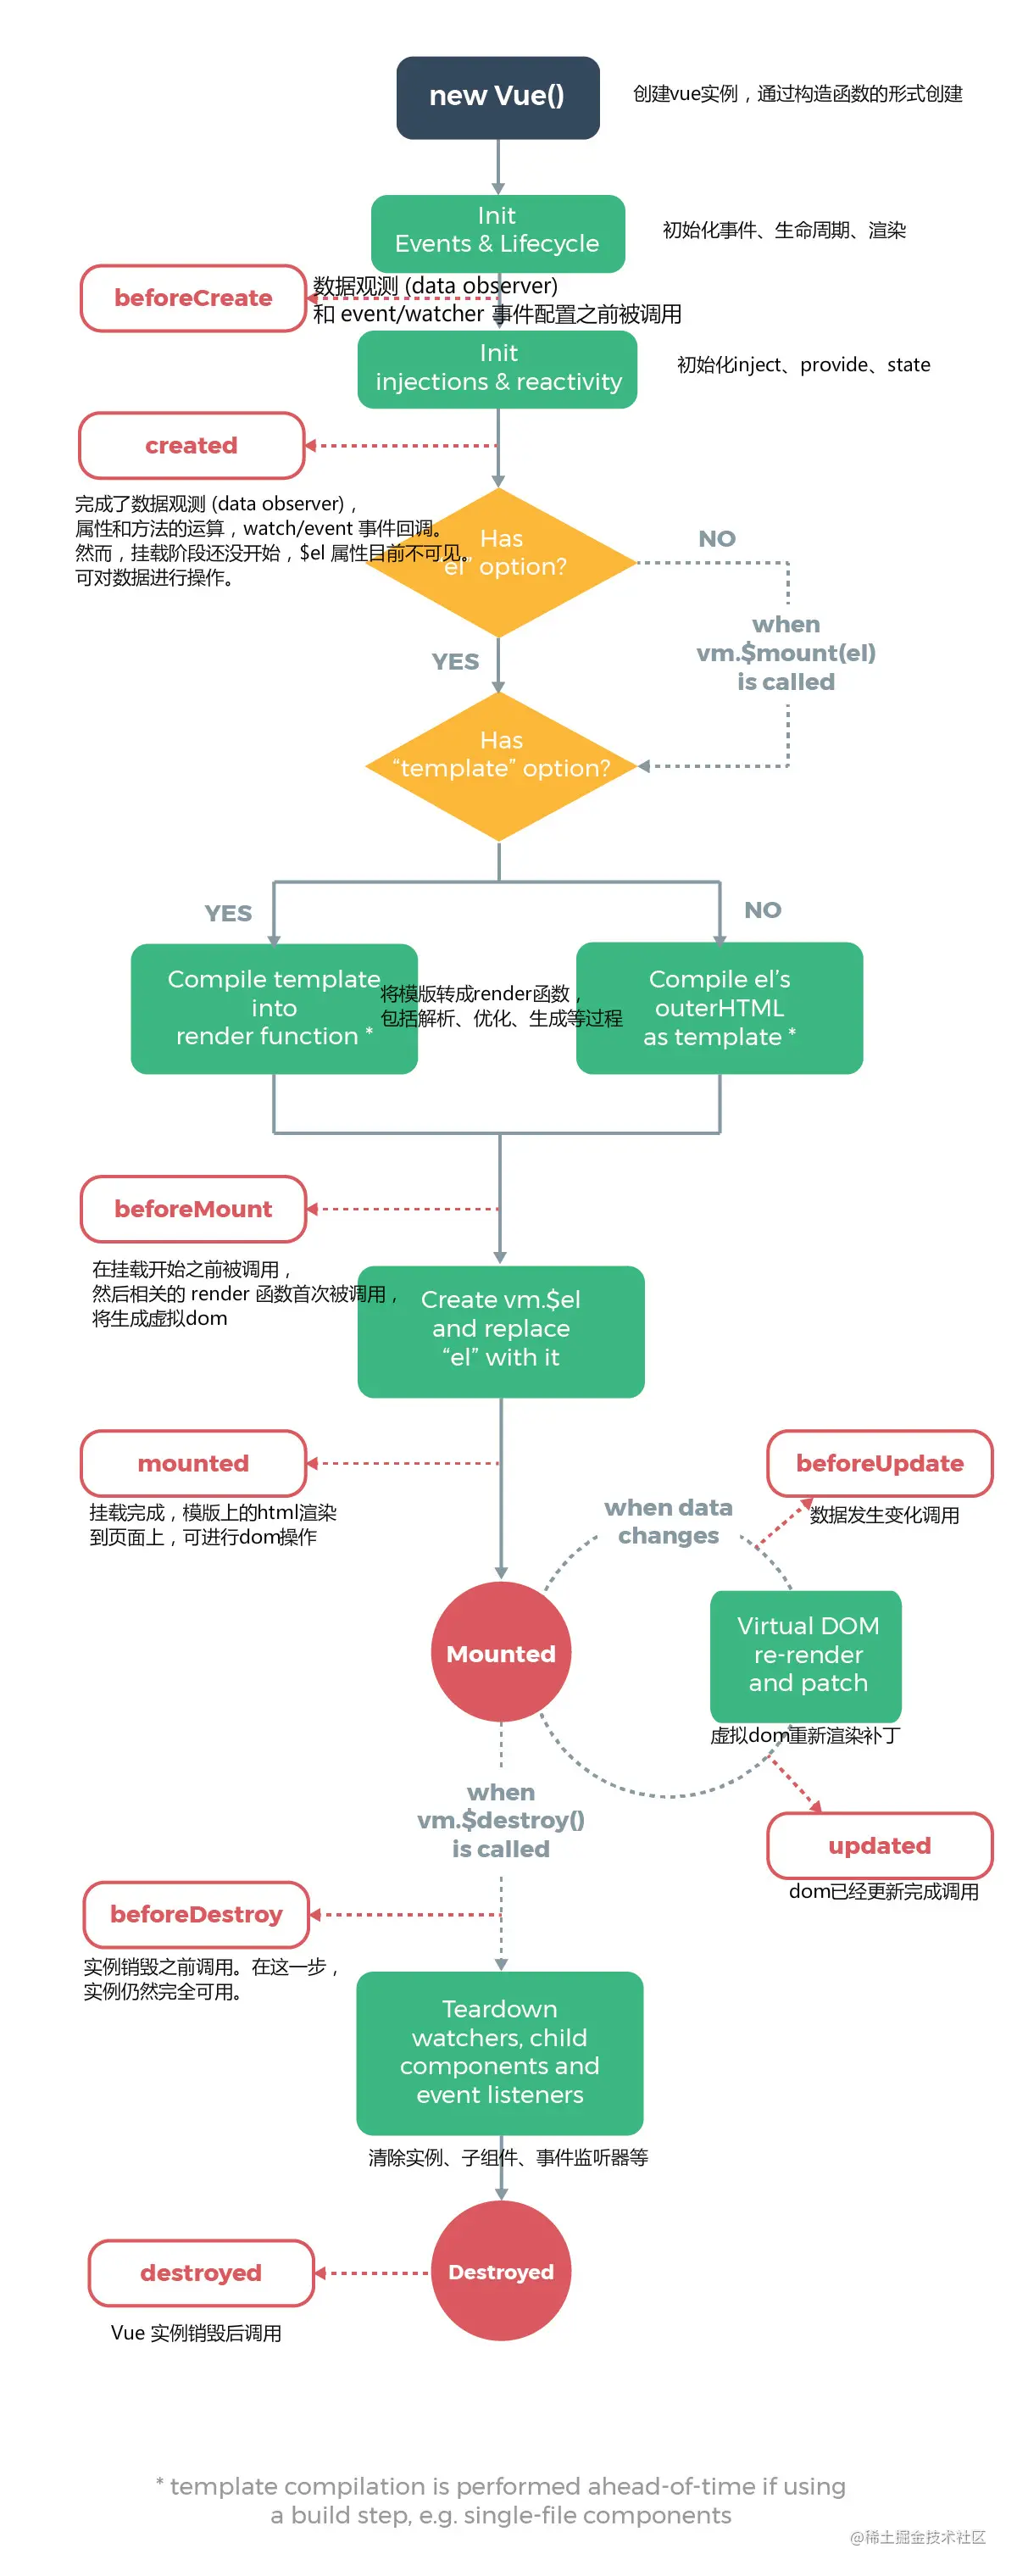 new Vue()
创建vue实例，通过构造函数的形式创建
Init
Events & Lifecycle
初始化事件、生命周期、渲染
beforeCreate
数据观测 (data observer)
和 event/watcher 事件配置之前被调用
Init
injections & reactivity
初始化inject、provide、state
created
完成了数据观测 (data observer)，
属性和方法的运算，watch/event 事件回调。
然而，挂载阶段还没开始，$el 属性目前不可见。
可对数据进行操作。
Has
el” option?
NO
when
vm.$mount(el)
is called
YES
Has
“template” option?
YES
NO
Compile template
into
render function *
将模版转成render函数，
包括解析、优化、生成等过程
Compile el’s
outerHTML
as template *
beforeMount
在挂载开始之前被调用，
然后相关的 render 函数首次被调用，
将生成虚拟dom
Create vm.$el
and replace
“el” with it
mounted
挂载完成，模版上的html渲染
到页面上，可进行dom操作
beforeUpdate
数据发生变化调用
when data
changes
Mounted
Virtual DOM
re-render
and patch
虚拟dom重新渲染补丁
when
vm.$destroy()
is called
updated
dom已经更新完成调用
beforeDestroy
实例销毁之前调用。在这一步，
实例仍然完全可用。
Teardown
watchers, child
components and
event listeners
清除实例、子组件、事件监听器等
destroyed
Destroyed
Vue 实例销毁后调用
* template compilation is performed ahead-of-time if using
a build step, e.g. single-file components
@稀土掘金技术社区